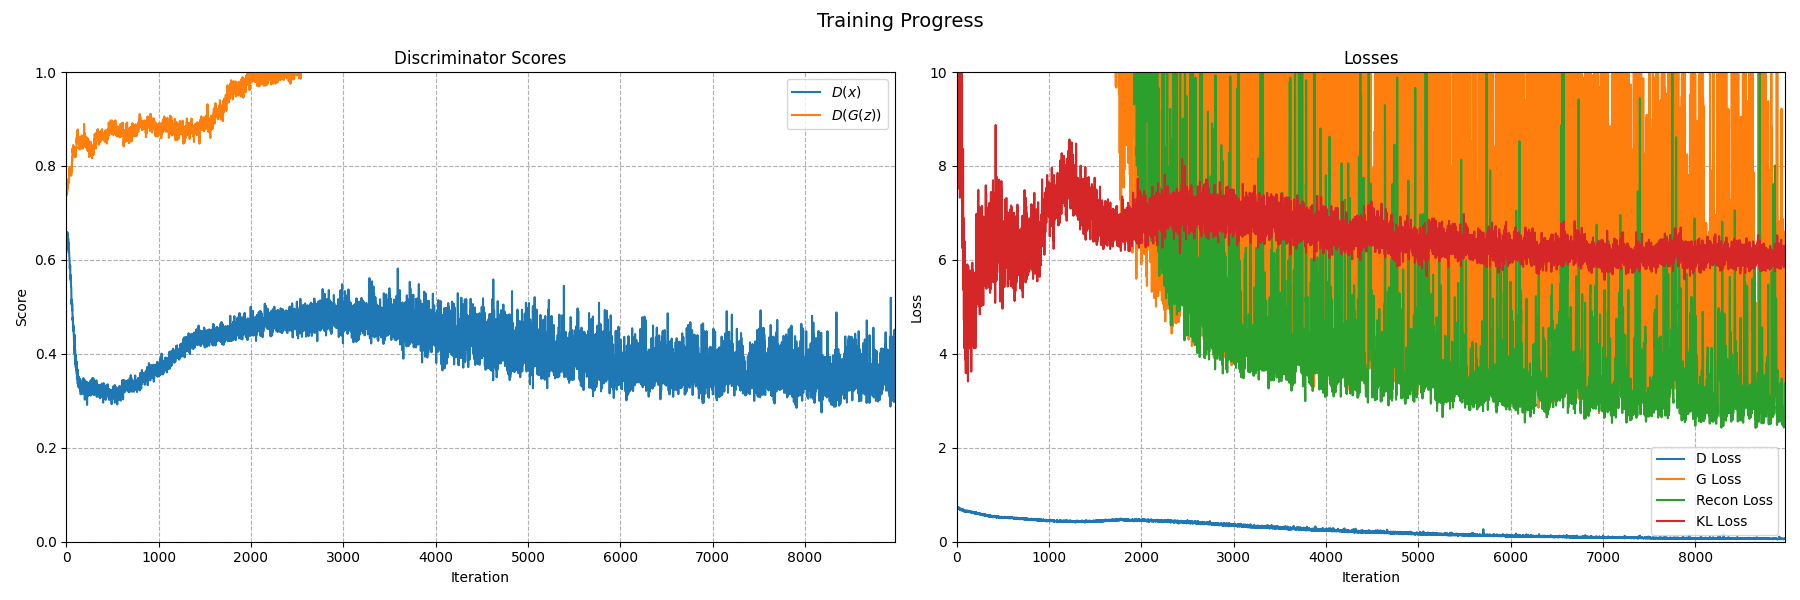 Training Progress
Discriminator Scores
1.0
0.8
0.6
0.4
0.2
0.0
Score
0 1000 2000 3000 4000 5000 6000 7000 8000
Iteration
D(x)
D(G(z))
Losses
10
8
6
4
2
0
Loss
0 1000 2000 3000 4000 5000 6000 7000 8000
Iteration
D Loss
G Loss
Recon Loss
KL Loss